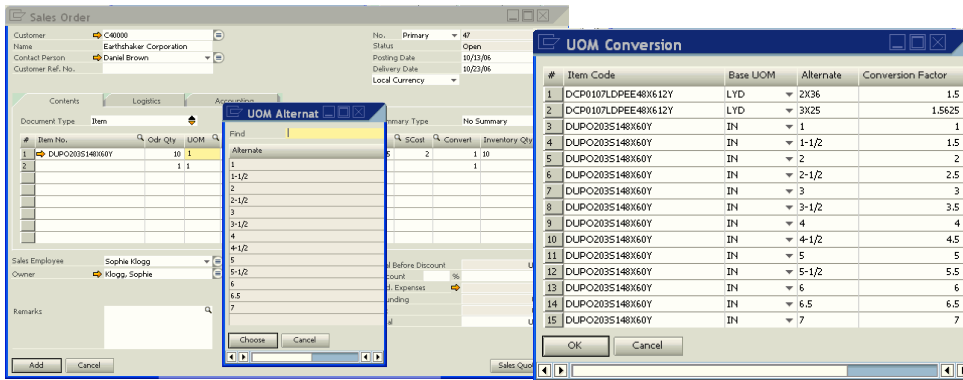 Sales Order
Customer C40000
Name Earthshaker Corporation
Contact Person Daniel Brown
Customer Ref. No.
No. Primary 47
Status Open
Posting Date 10/13/06
Delivery Date 10/23/06
Local Currency
Contents Logistics Accounting
Document Type Item
Summary Type No Summary
# Item No. Odr Qty UOM SCost Convert Inventory Qty
1 DUPO203S148X60Y 10 1 2 1 10
2 1 1 1
Sales Employee Sophie Klogg
Owner Klogg, Sophie
Remarks
Before Discount
%
Expenses
Add Cancel
UOM Alternat
Find
Alternate
1
1-1/2
2
2-1/2
3
3-1/2
4
4-1/2
5
5-1/2
6
6.5
7
Choose Cancel
UOM Conversion
# Item Code Base UOM Alternate Conversion Factor
1 DCP0107LDPEE48X612Y LYD 2X36 1.5
2 DCP0107LDPEE48X612Y LYD 3X25 1.5625
3 DUPO203S148X60Y IN 1 1
4 DUPO203S148X60Y IN 1-1/2 1.5
5 DUPO203S148X60Y IN 2 2
6 DUPO203S148X60Y IN 2-1/2 2.5
7 DUPO203S148X60Y IN 3 3
8 DUPO203S148X60Y IN 3-1/2 3.5
9 DUPO203S148X60Y IN 4 4
10 DUPO203S148X60Y IN 4-1/2 4.5
11 DUPO203S148X60Y IN 5 5
12 DUPO203S148X60Y IN 5-1/2 5.5
13 DUPO203S148X60Y IN 6 6
14 DUPO203S148X60Y IN 6.5 6.5
15 DUPO203S148X60Y IN 7 7
OK Cancel